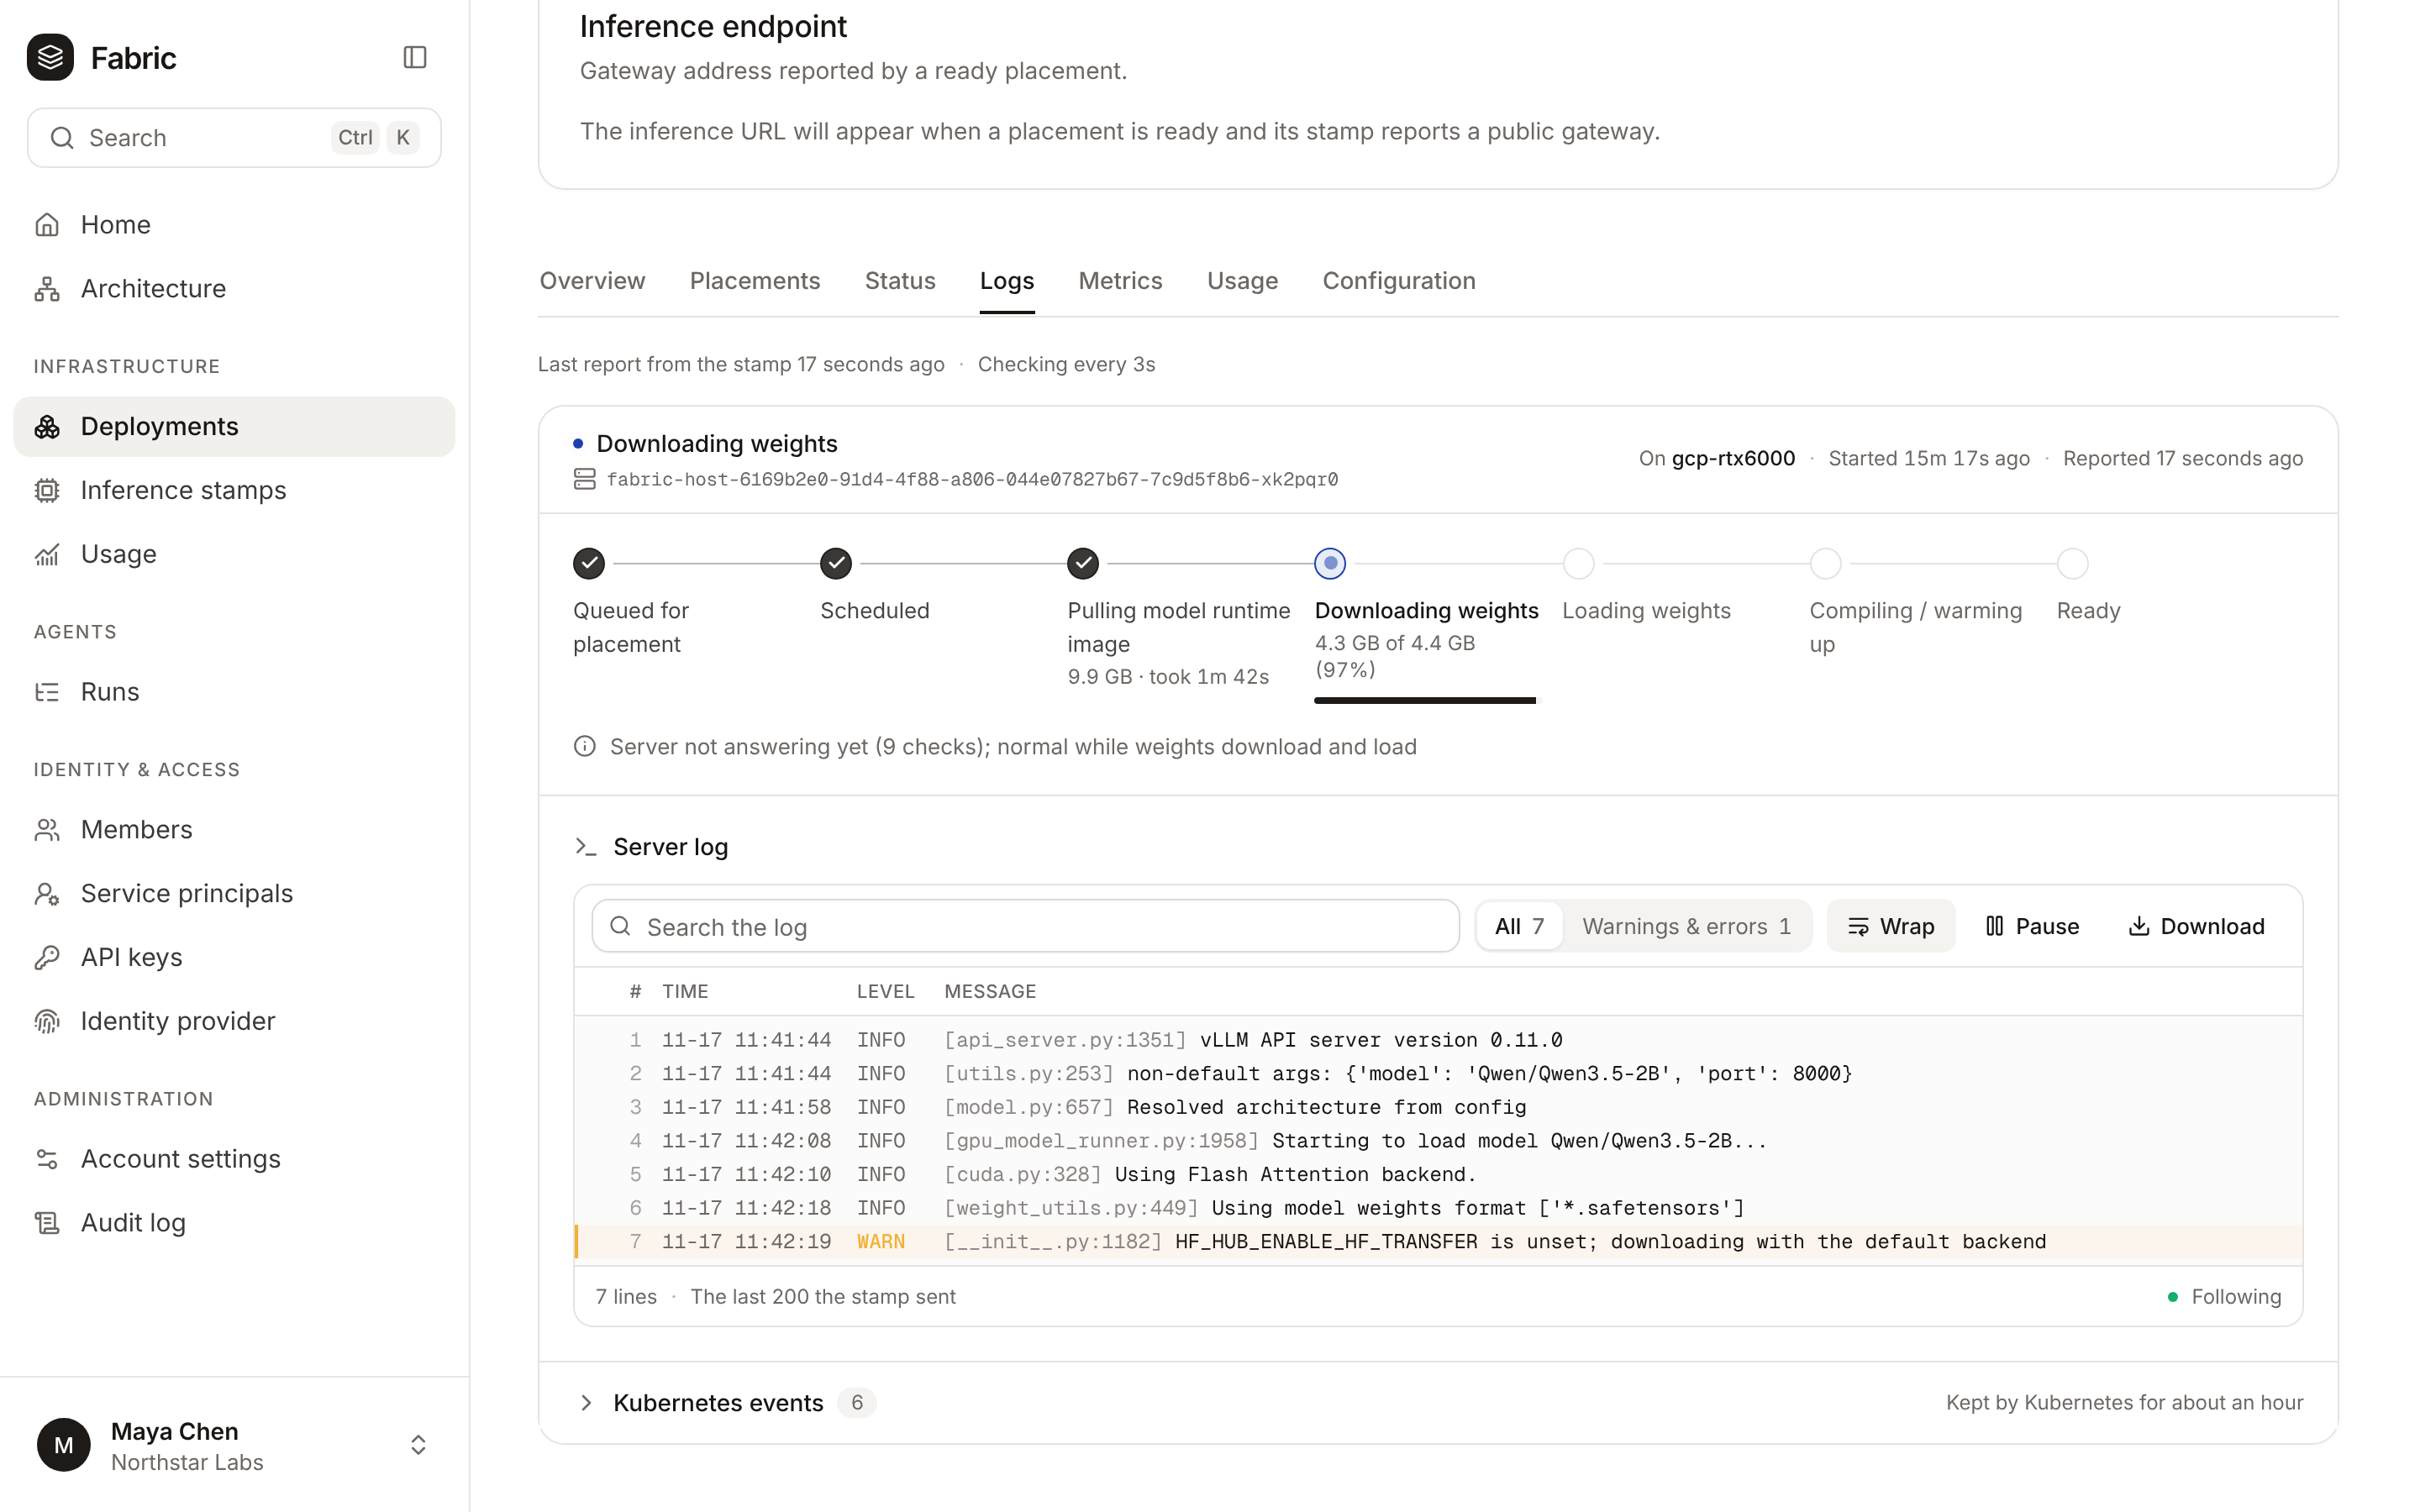 Fabric
Search
Ctrl K
Home
Architecture
INFRASTRUCTURE
Deployments
Inference stamps
Usage
AGENTS
Runs
IDENTITY & ACCESS
Members
Service principals
API keys
Identity provider
ADMINISTRATION
Account settings
Audit log
M
Maya Chen
Northstar Labs
Inference endpoint
Gateway address reported by a ready placement.
The inference URL will appear when a placement is ready and its stamp reports a public gateway.
Overview Placements Status Logs Metrics Usage Configuration
Last report from the stamp 17 seconds ago · Checking every 3s
Downloading weights
fabric-host-6169b2e0-91d4-4f88-a806-044e07827b67-7c9d5f8b6-xk2pqr0
On gcp-rtx6000 · Started 15m 17s ago · Reported 17 seconds ago
Queued for
placement
Scheduled
Pulling model runtime
image
9.9 GB · took 1m 42s
Downloading weights
4.3 GB of 4.4 GB
(97%)
Loading weights
Compiling / warming
up
Ready
Server not answering yet (9 checks); normal while weights download and load
Server log
Search the log
All 7 Warnings & errors 1 Wrap Pause Download
# TIME LEVEL MESSAGE
1 11-17 11:41:44 INFO [api_server.py:1351] vLLM API server version 0.11.0
2 11-17 11:41:44 INFO [utils.py:253] non-default args: {'model': 'Qwen/Qwen3.5-2B', 'port': 8000}
3 11-17 11:41:58 INFO [model.py:657] Resolved architecture from config
4 11-17 11:42:08 INFO [gpu_model_runner.py:1958] Starting to load model Qwen/Qwen3.5-2B...
5 11-17 11:42:10 INFO [cuda.py:328] Using Flash Attention backend.
6 11-17 11:42:18 INFO [weight_utils.py:449] Using model weights format ['*.safetensors']
7 11-17 11:42:19 WARN [__init__.py:1182] HF_HUB_ENABLE_HF_TRANSFER is unset; downloading with the default backend
7 lines · The last 200 the stamp sent
Following
Kubernetes events 6
Kept by Kubernetes for about an hour